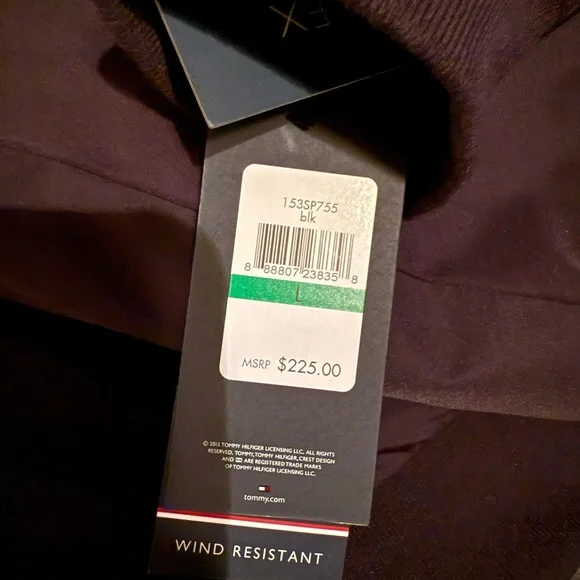 EX
153SP755
blk
8 88807 23835 8
L
MSRP $225.00
© 2013 TOMMY HILFIGER LICENSING LLC. ALL RIGHTS
RESERVED, TOMMY,TOMMY HILFIGER,CREST DESIGN
AND ARE REGISTERED TRADE MARKS
OF TOMMY HILFIGER LICENSING LLC.
tommy.com
WIND RESISTANT